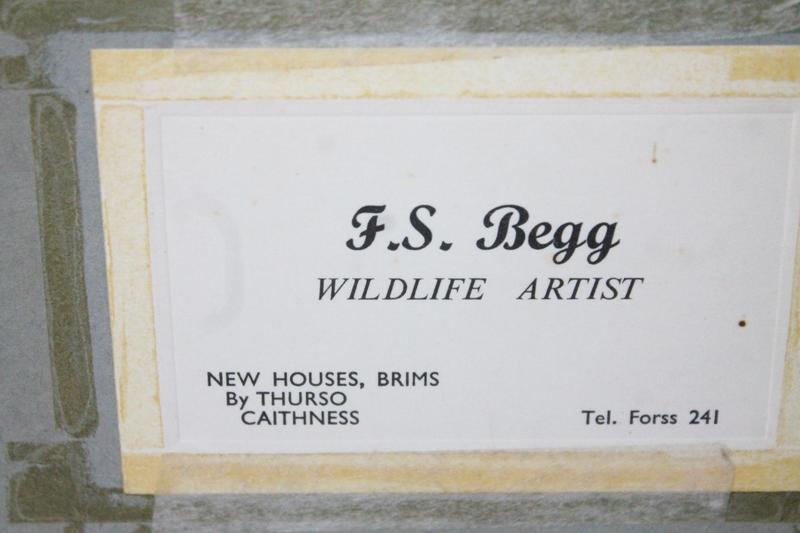 F.S. Begg
WILDLIFE ARTIST
NEW HOUSES, BRIMS
By THURSO
CAITHNESS
Tel. Forss 241